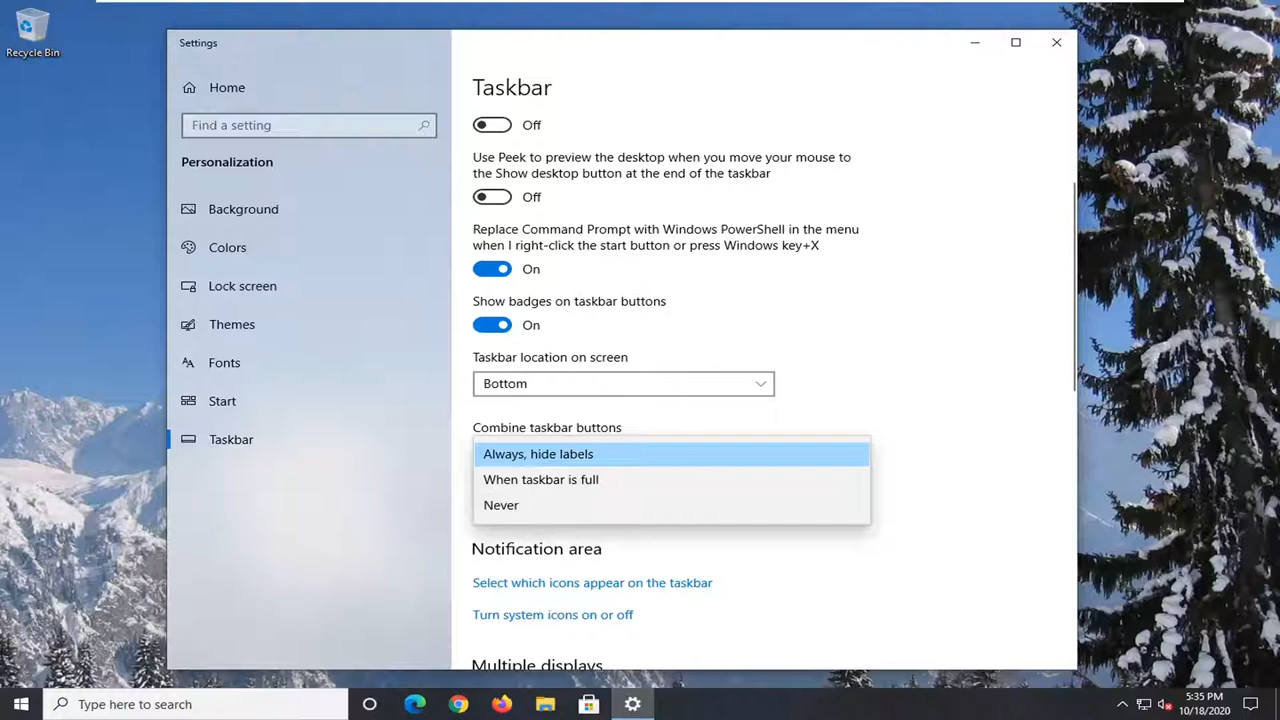 Recycle Bin
Settings
Home
Find a setting
Personalization
Background
Colors
Lock screen
Themes
Fonts
Start
Taskbar
Taskbar
Off
Use Peek to preview the desktop when you move your mouse to
the Show desktop button at the end of the taskbar
Off
Replace Command Prompt with Windows PowerShell in the menu
when I right-click the start button or press Windows key+X
On
Show badges on taskbar buttons
On
Taskbar location on screen
Bottom
Combine taskbar buttons
Always, hide labels
When taskbar is full
Never
Notification area
Select which icons appear on the taskbar
Turn system icons on or off
Multiple displays
Type here to search
5:35 PM
10/18/2020